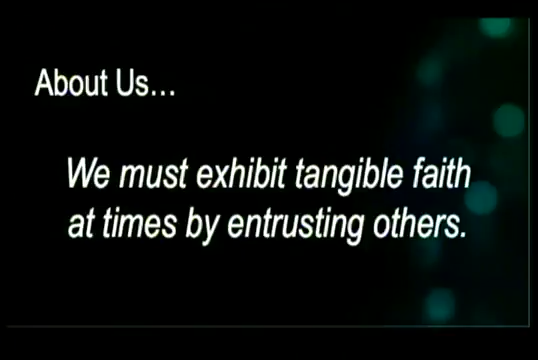 About Us...
We must exhibit tangible faith
at times by entrusting others.